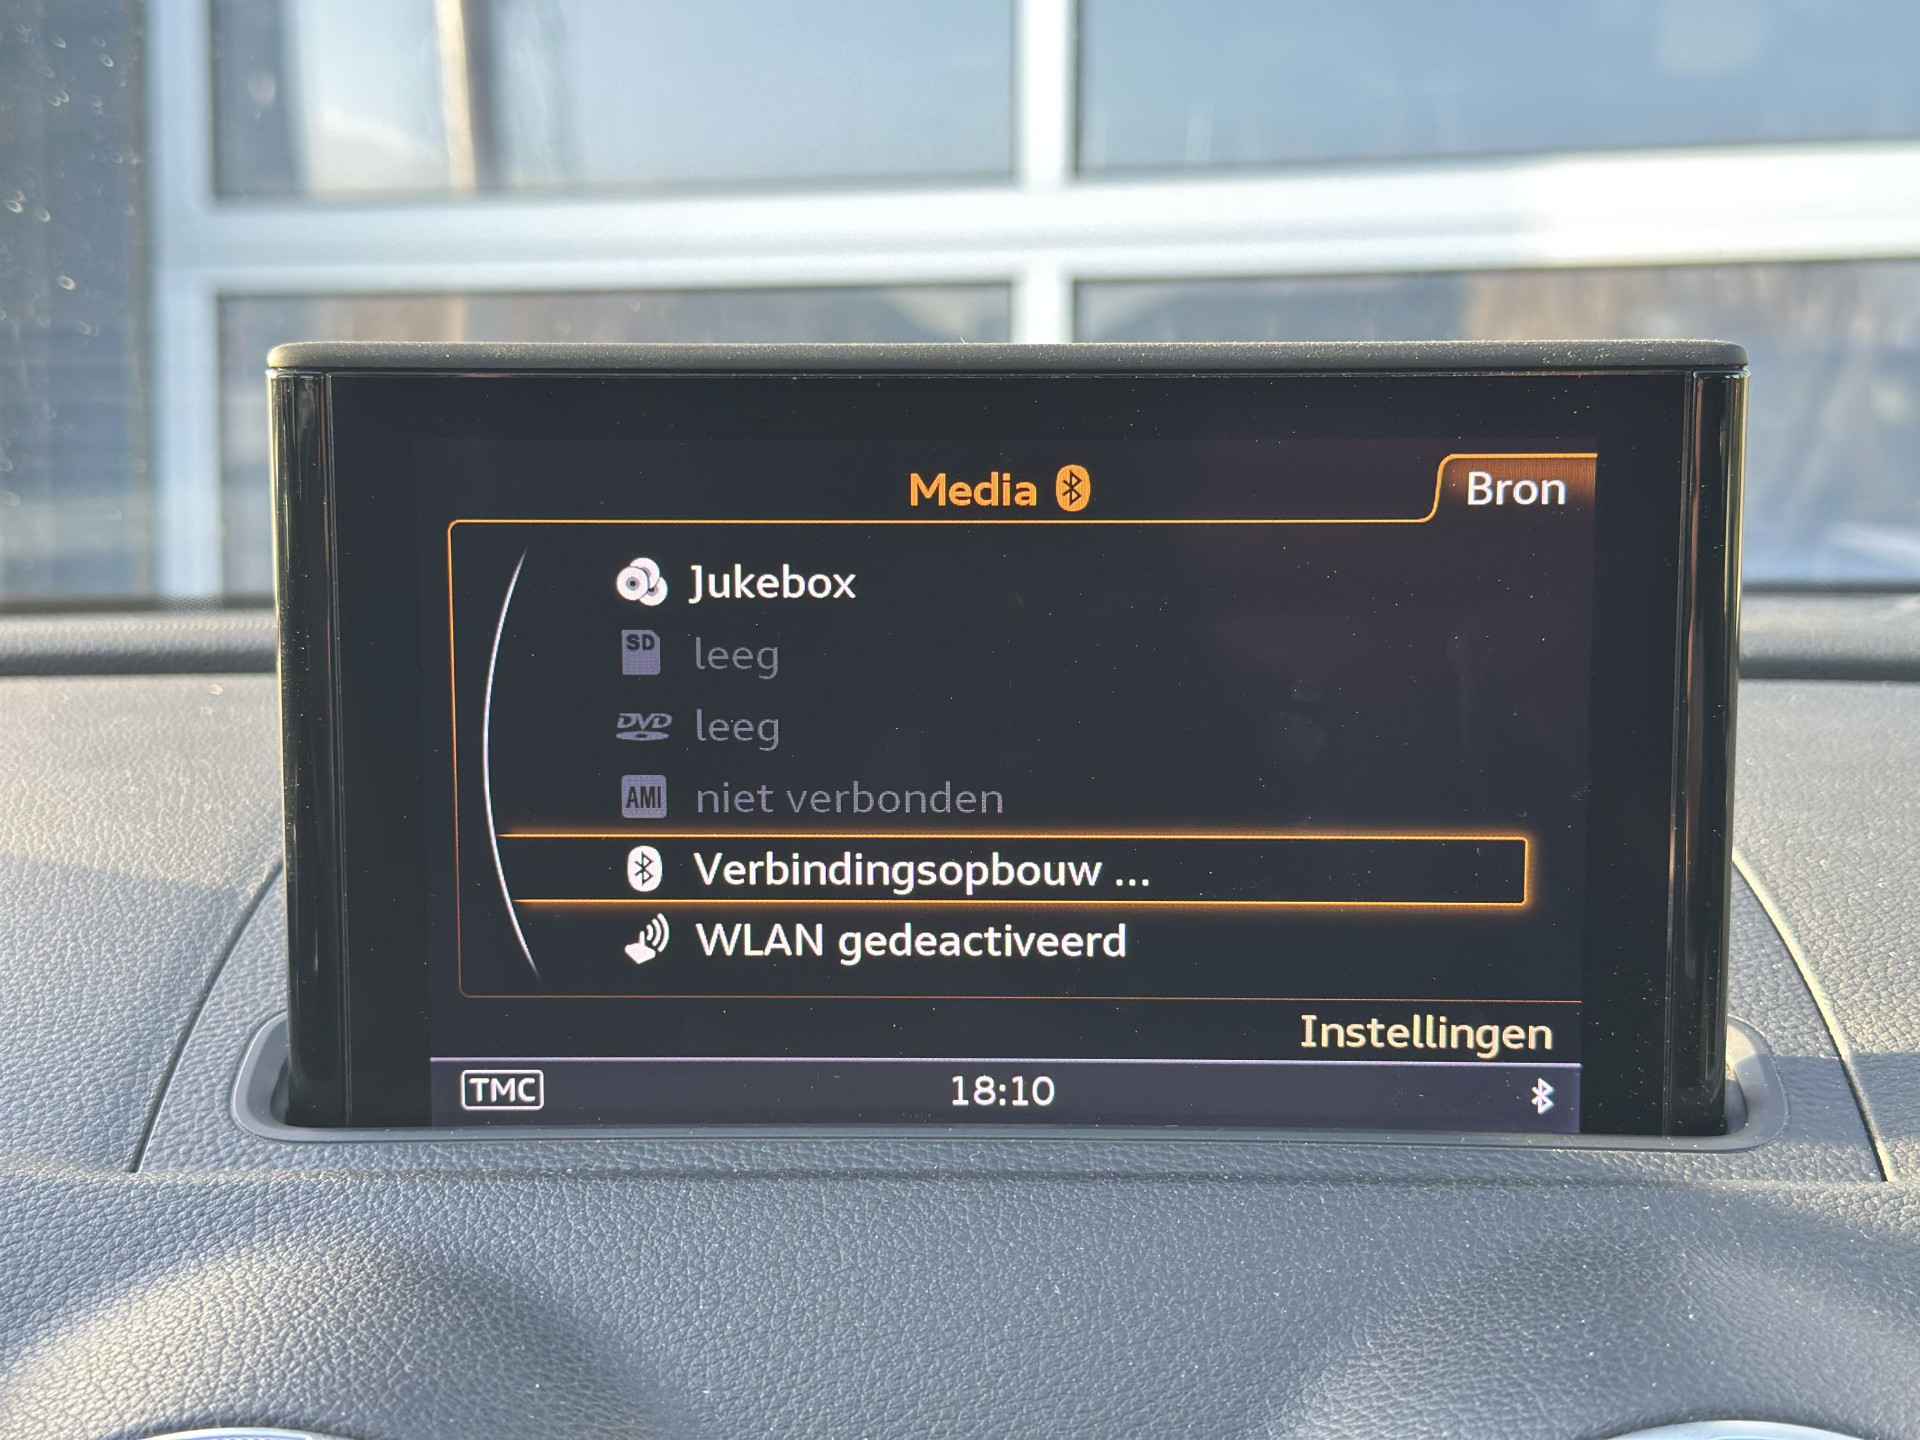 Media
Bron
Jukebox
SD leeg
DVD leeg
AMI niet verbonden
Verbindingsopbouw ...
WLAN gedeactiveerd
Instellingen
TMC 18:10